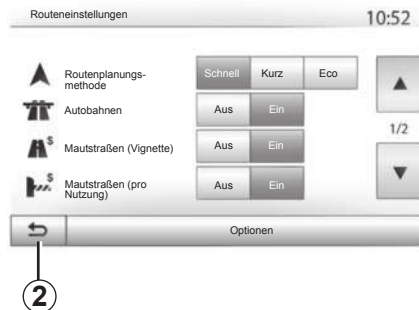 Routeneinstellungen 10:52
Routenplanungs-
methode
Schnell Kurz Eco
Autobahnen Aus Ein
1/2
$ Mautstraßen (Vignette) Aus Ein
$ Mautstraßen (pro
Nutzung)
Aus Ein
Optionen
2